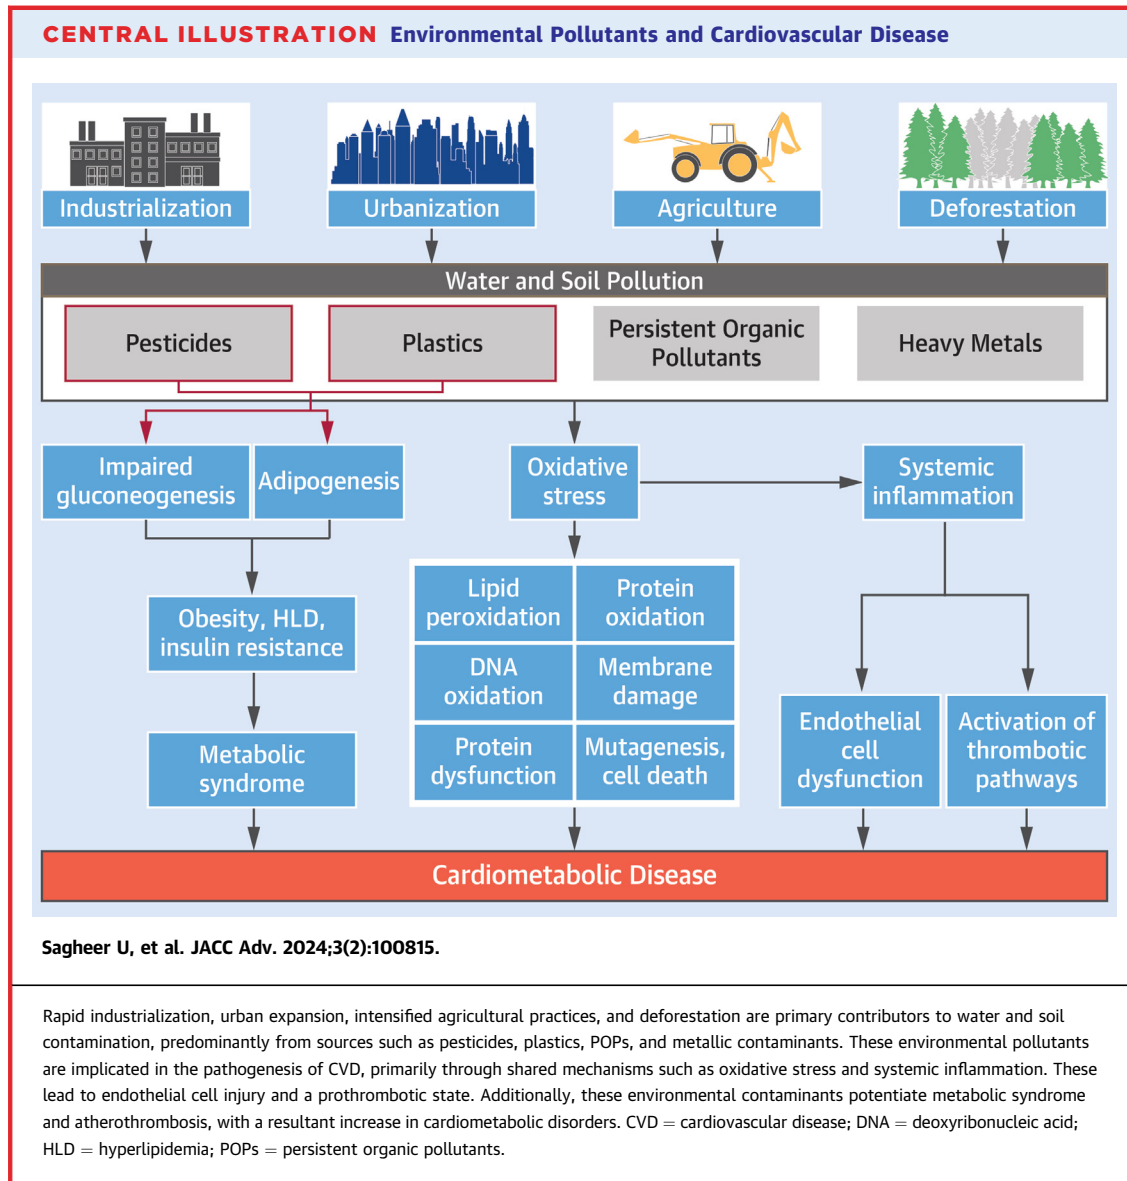 CENTRAL ILLUSTRATION Environmental Pollutants and Cardiovascular Disease
Industrialization
Urbanization
Agriculture
Deforestation
Water and Soil Pollution
Pesticides
Plastics
Persistent Organic
Pollutants
Heavy Metals
Impaired
gluconeogenesis
Adipogenesis
Oxidative
stress
Systemic
inflammation
Obesity, HLD,
insulin resistance
Metabolic
syndrome
Lipid
peroxidation
Protein
oxidation
DNA
oxidation
Membrane
damage
Protein
dysfunction
Mutagenesis,
cell death
Endothelial
cell
dysfunction
Activation of
thrombotic
pathways
Cardiometabolic Disease
Sagheer U, et al. JACC Adv. 2024;3(2):100815.
Rapid industrialization, urban expansion, intensified agricultural practices, and deforestation are primary contributors to water and soil
contamination, predominantly from sources such as pesticides, plastics, POPs, and metallic contaminants. These environmental pollutants
are implicated in the pathogenesis of CVD, primarily through shared mechanisms such as oxidative stress and systemic inflammation. These
lead to endothelial cell injury and a prothrombotic state. Additionally, these environmental contaminants potentiate metabolic syndrome
and atherothrombosis, with a resultant increase in cardiometabolic disorders. CVD = cardiovascular disease; DNA = deoxyribonucleic acid;
HLD = hyperlipidemia; POPs = persistent organic pollutants.